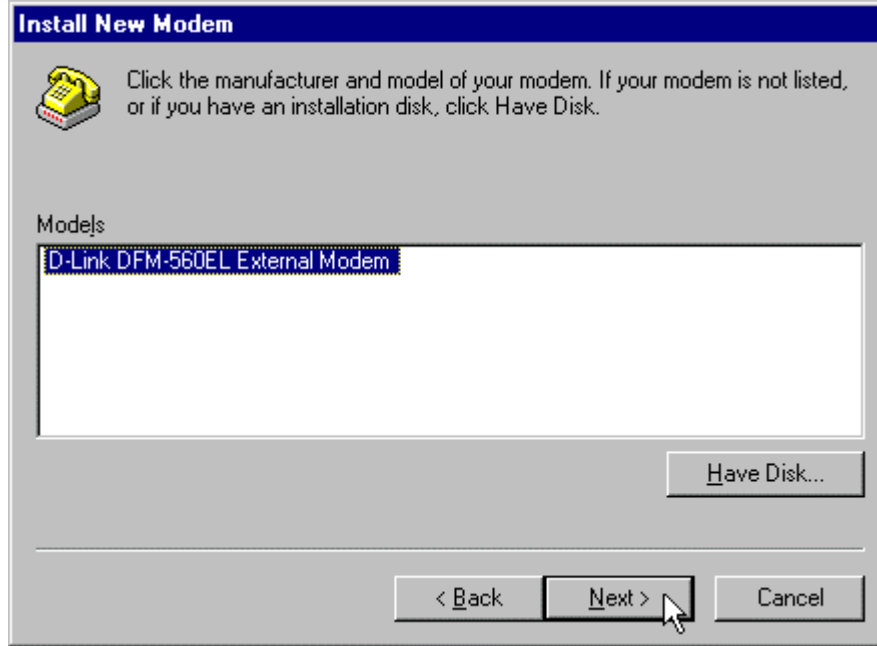 Install New Modem
Click the manufacturer and model of your modem. If your modem is not listed,
or if you have an installation disk, click Have Disk.
Models
D-Link DFM-560EL External Modem
Have Disk...
< Back
Next >
Cancel